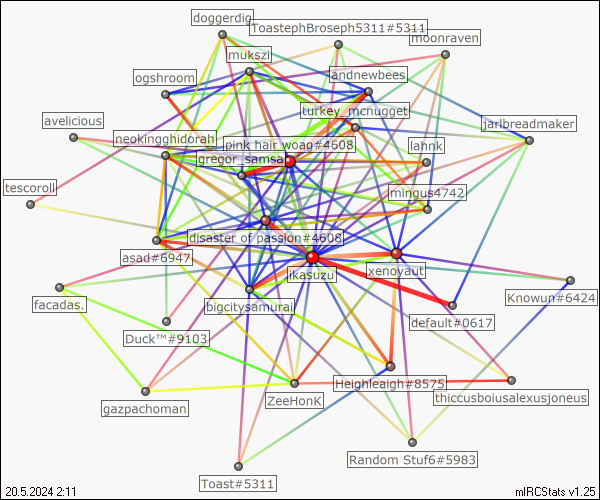 doggerdig
ToastephBroseph5311#5311
moonraven
mukszi
ogshroom
andnewbees
turkey_mcnugget
avelicious
jarlbreadmaker
neokingghidorah
pink hair woag#4608
lahnk
gregor_samsa
tescoroll
mingus4742
disaster of passion#4608
asad#6947
ikasuzu
xenoyaut
facadas.
bigcitysamurai
Knowun#6424
default#0617
Duck™#9103
Heighleaigh#8575
thiccusboiusalexusjoneus
gazpachoman
ZeeHonK
Random Stuf6#5983
Toast#5311
20.5.2024 2:11
mIRCStats v1.25